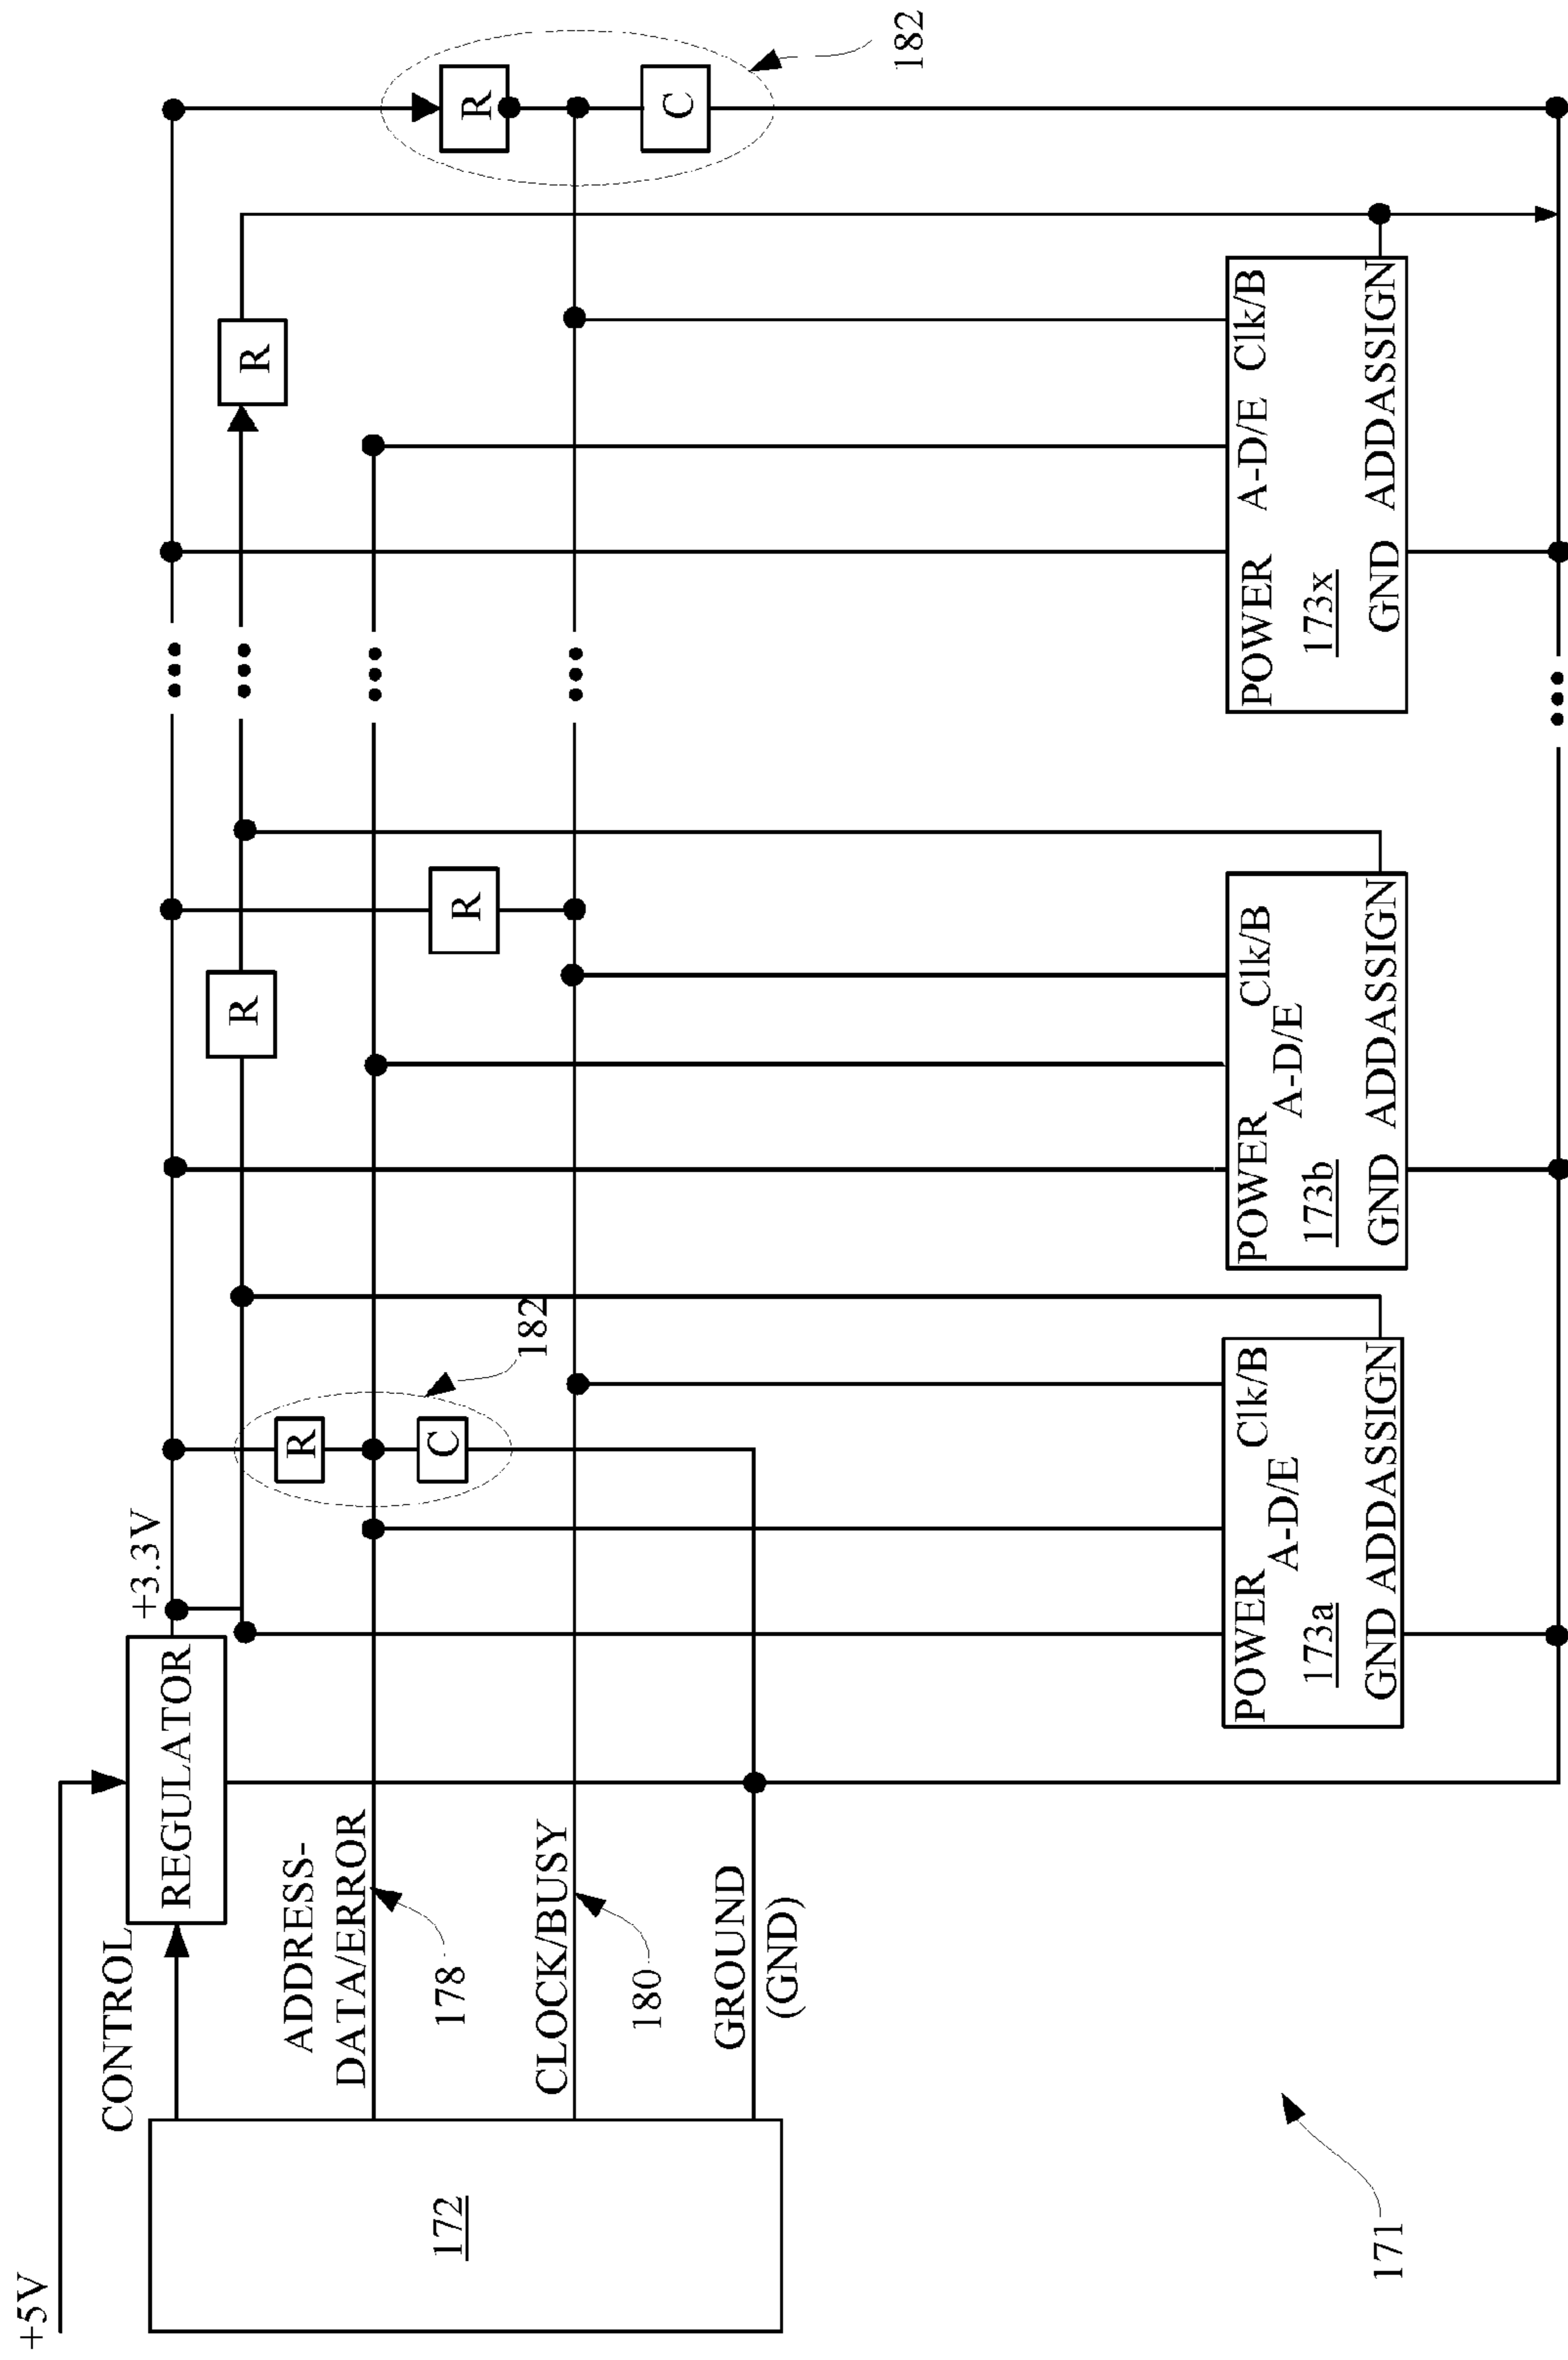 +5V
CONTROL
REGULATOR
+3.3V
ADDRESS-
DATA/ERROR
178
CLOCK/BUSY
180
GROUND
(GND)
172
171
R
C
182
R
R
R
R
C
182
POWER
A-D/E
Clk/B
173a
GND ADDASSIGN
POWER
A-D/E
Clk/B
173b
GND ADDASSIGN
POWER A-D/E Clk/B
173x
GND ADDASSIGN